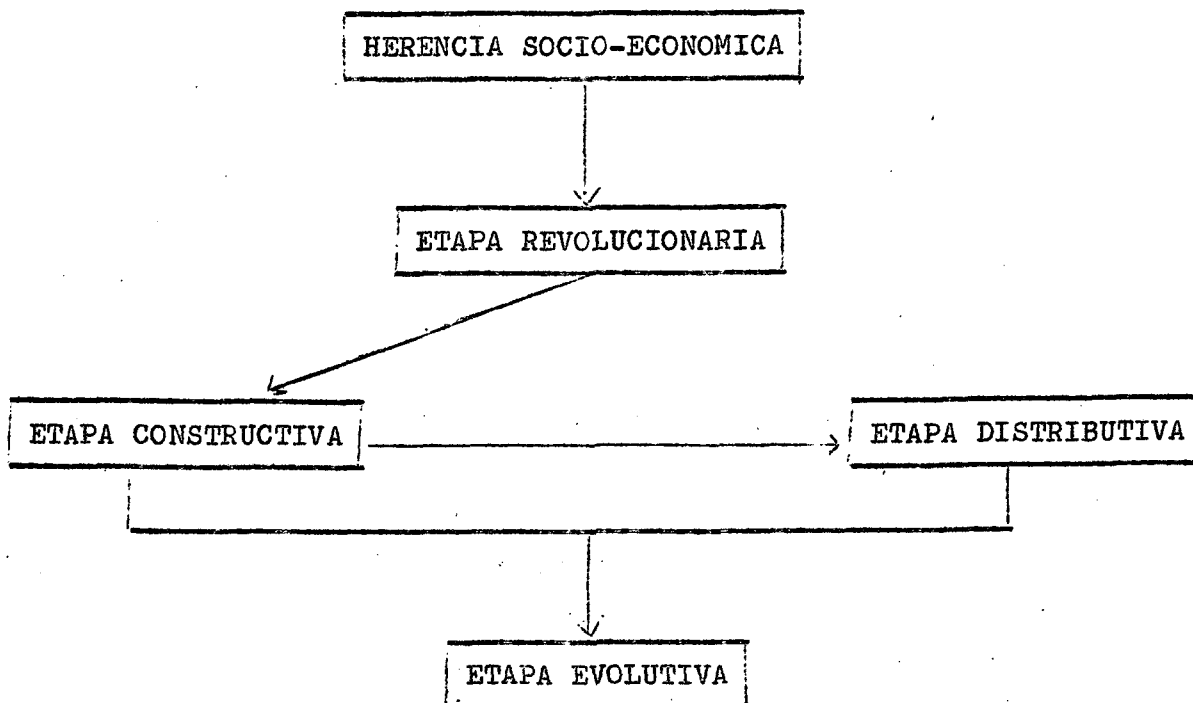 HERENCIA SOCIO-ECONOMICA
ETAPA REVOLUCIONARIA
ETAPA CONSTRUCTIVA
ETAPA DISTRIBUTIVA
ETAPA EVOLUTIVA